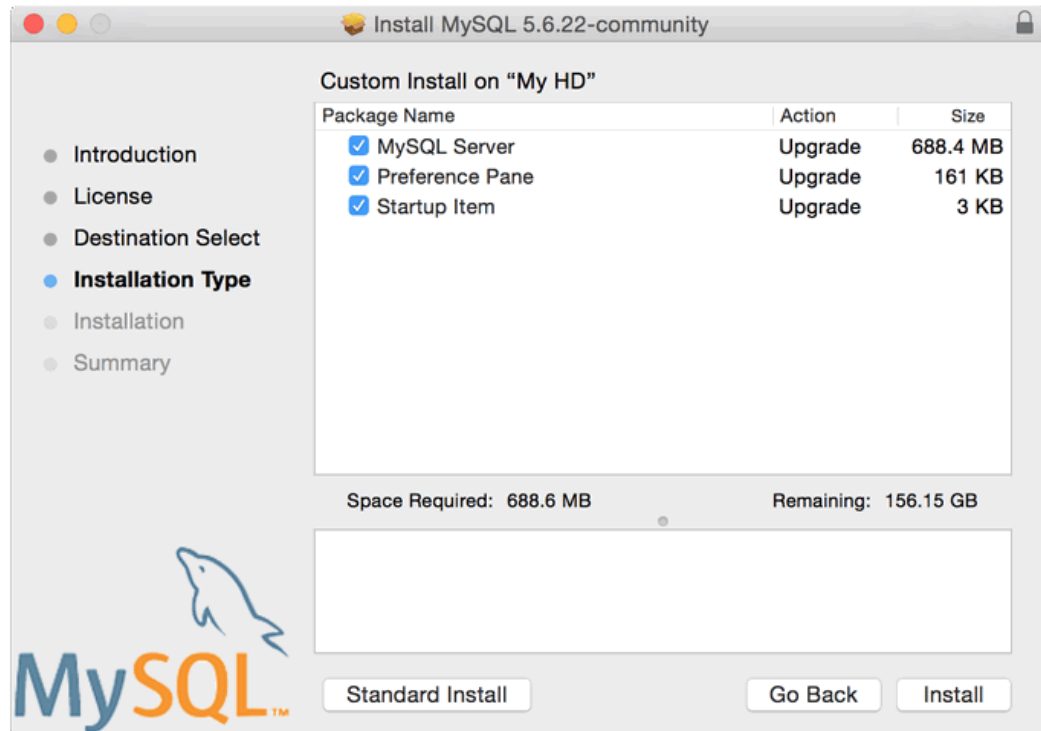 Install MySQL 5.6.22-community
Introduction
License
Destination Select
Installation Type
Installation
Summary
Custom Install on “My HD”
Package Name Action Size
MySQL Server Upgrade 688.4 MB
Preference Pane Upgrade 161 KB
Startup Item Upgrade 3 KB
Space Required: 688.6 MB Remaining: 156.15 GB
MySQL™
Standard Install Go Back Install